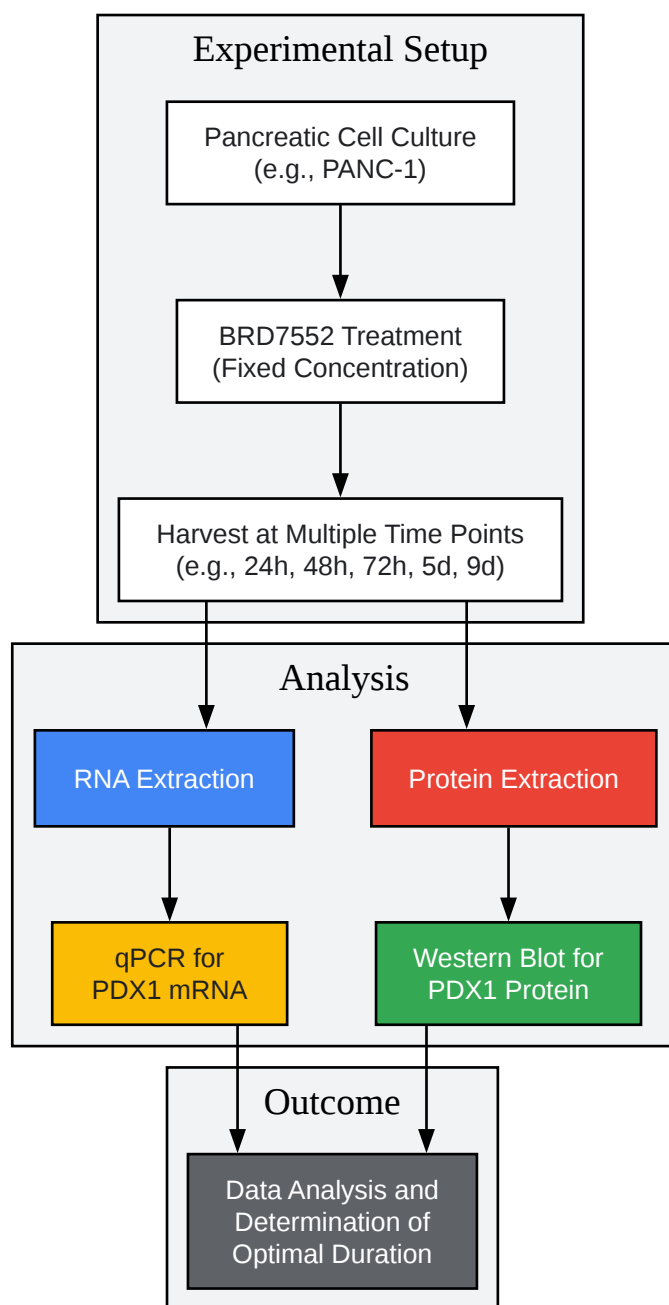 Experimental Setup
Pancreatic Cell Culture
(e.g., PANC-1)
BRD7552 Treatment
(Fixed Concentration)
Harvest at Multiple Time Points
(e.g., 24h, 48h, 72h, 5d, 9d)
Analysis
RNA Extraction
Protein Extraction
qPCR for
PDX1 mRNA
Western Blot for
PDX1 Protein
Outcome
Data Analysis and
Determination of
Optimal Duration